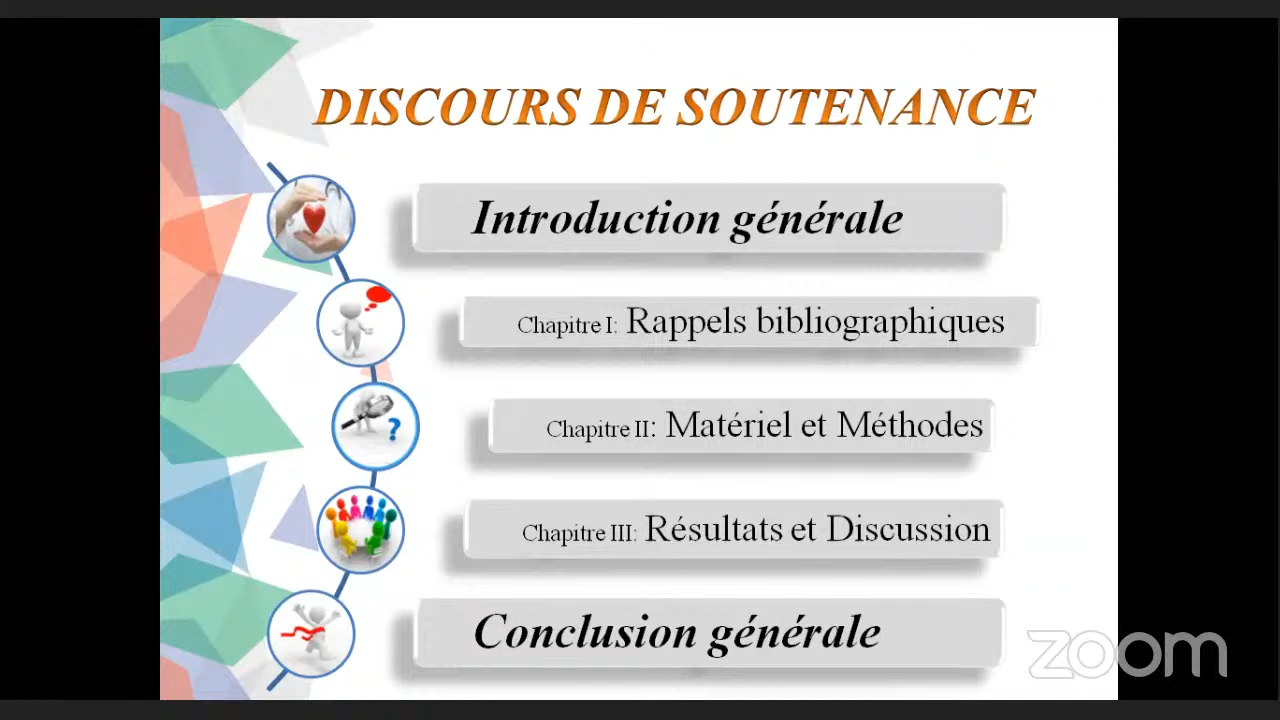 DISCOURS DE SOUTENANCE
Introduction générale
Chapitre I: Rappels bibliographiques
Chapitre II: Matériel et Méthodes
Chapitre III: Résultats et Discussion
Conclusion générale
zoom